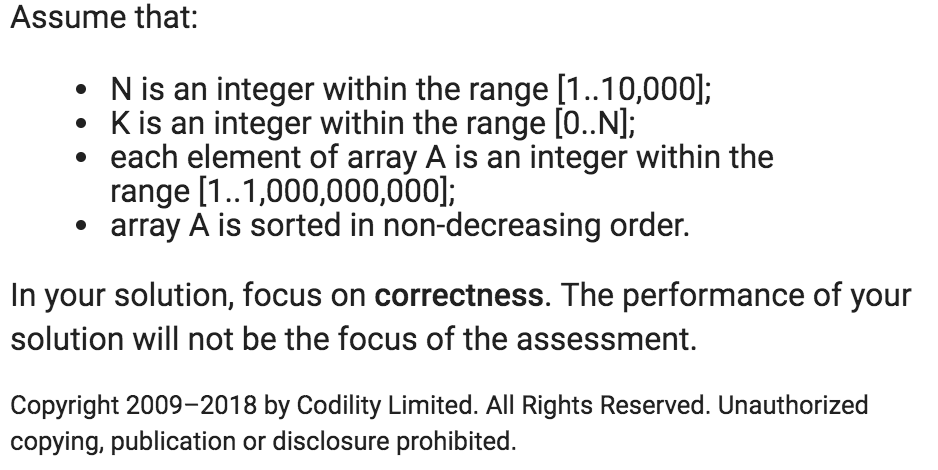 Assume that:
• N is an integer within the range [1..10,000];
• K is an integer within the range [0..N];
• each element of array A is an integer within the
range [1..1,000,000,000];
• array A is sorted in non-decreasing order.
In your solution, focus on correctness. The performance of your
solution will not be the focus of the assessment.
Copyright 2009–2018 by Codility Limited. All Rights Reserved. Unauthorized
copying, publication or disclosure prohibited.